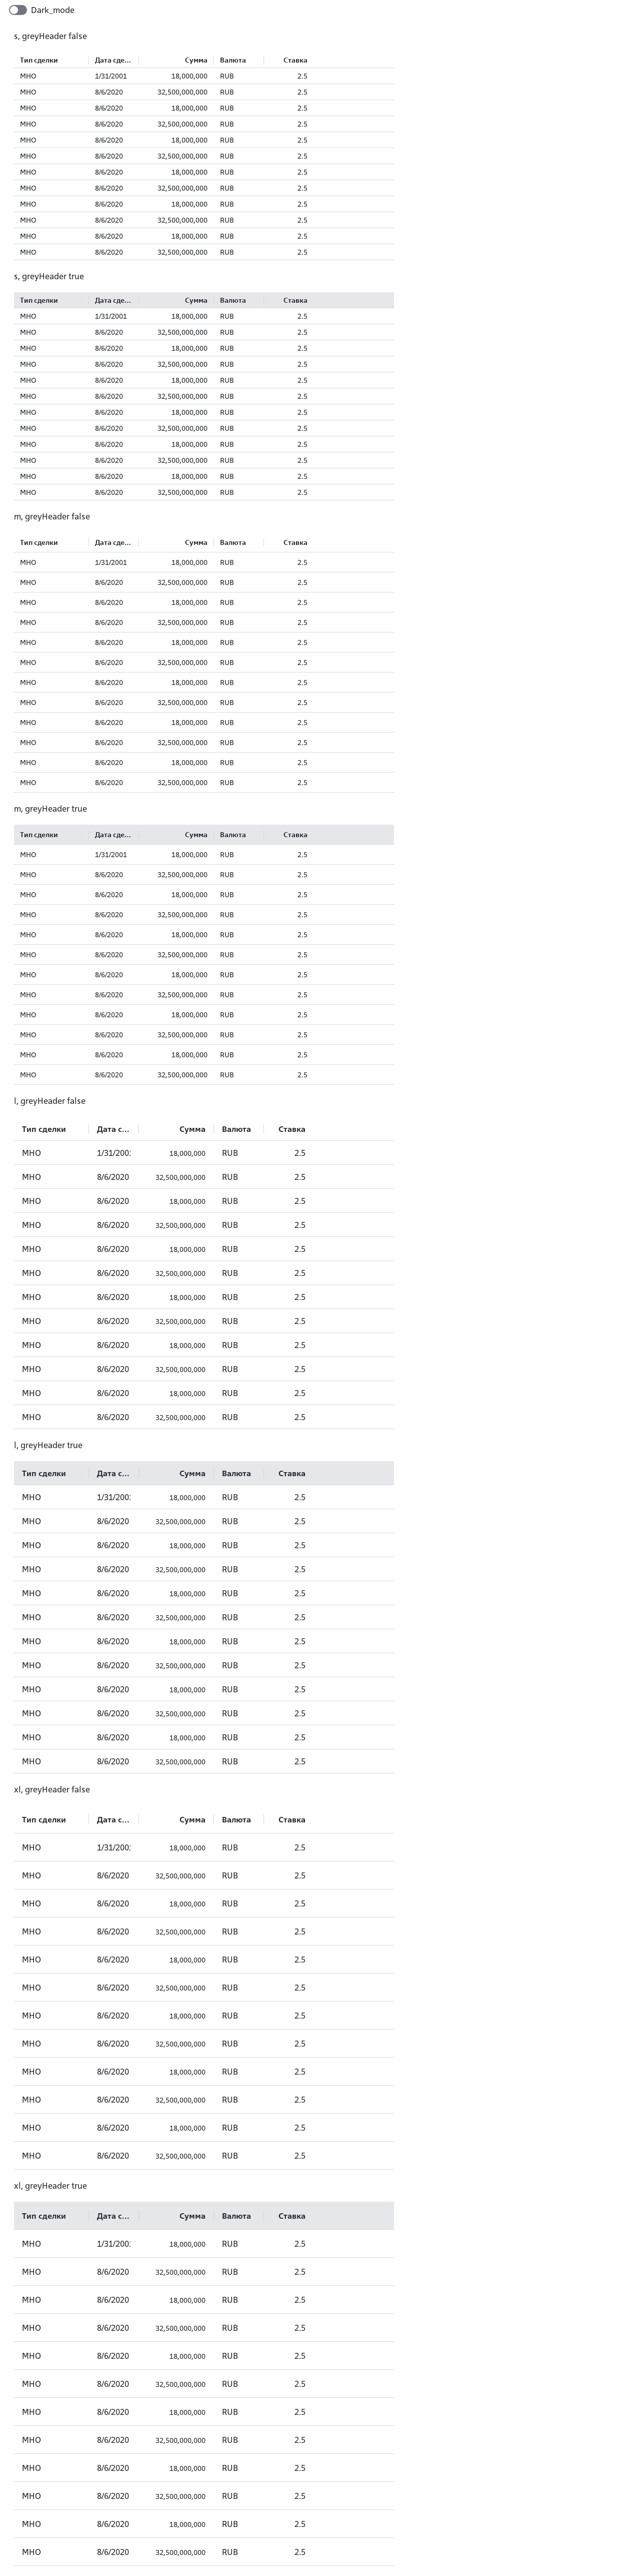 Dark_mode
s, greyHeader false
Тип сделки Дата сде... Сумма Валюта Ставка
МНО 1/31/2001 18,000,000 RUB 2.5
МНО 8/6/2020 32,500,000,000 RUB 2.5
МНО 8/6/2020 18,000,000 RUB 2.5
МНО 8/6/2020 32,500,000,000 RUB 2.5
МНО 8/6/2020 18,000,000 RUB 2.5
МНО 8/6/2020 32,500,000,000 RUB 2.5
МНО 8/6/2020 18,000,000 RUB 2.5
МНО 8/6/2020 32,500,000,000 RUB 2.5
МНО 8/6/2020 18,000,000 RUB 2.5
МНО 8/6/2020 32,500,000,000 RUB 2.5
МНО 8/6/2020 18,000,000 RUB 2.5
МНО 8/6/2020 32,500,000,000 RUB 2.5
s, greyHeader true
Тип сделки Дата сде... Сумма Валюта Ставка
МНО 1/31/2001 18,000,000 RUB 2.5
МНО 8/6/2020 32,500,000,000 RUB 2.5
МНО 8/6/2020 18,000,000 RUB 2.5
МНО 8/6/2020 32,500,000,000 RUB 2.5
МНО 8/6/2020 18,000,000 RUB 2.5
МНО 8/6/2020 32,500,000,000 RUB 2.5
МНО 8/6/2020 18,000,000 RUB 2.5
МНО 8/6/2020 32,500,000,000 RUB 2.5
МНО 8/6/2020 18,000,000 RUB 2.5
МНО 8/6/2020 32,500,000,000 RUB 2.5
МНО 8/6/2020 18,000,000 RUB 2.5
МНО 8/6/2020 32,500,000,000 RUB 2.5
m, greyHeader false
Тип сделки Дата сде... Сумма Валюта Ставка
МНО 1/31/2001 18,000,000 RUB 2.5
МНО 8/6/2020 32,500,000,000 RUB 2.5
МНО 8/6/2020 18,000,000 RUB 2.5
МНО 8/6/2020 32,500,000,000 RUB 2.5
МНО 8/6/2020 18,000,000 RUB 2.5
МНО 8/6/2020 32,500,000,000 RUB 2.5
МНО 8/6/2020 18,000,000 RUB 2.5
МНО 8/6/2020 32,500,000,000 RUB 2.5
МНО 8/6/2020 18,000,000 RUB 2.5
МНО 8/6/2020 32,500,000,000 RUB 2.5
МНО 8/6/2020 18,000,000 RUB 2.5
МНО 8/6/2020 32,500,000,000 RUB 2.5
m, greyHeader true
Тип сделки Дата сде... Сумма Валюта Ставка
МНО 1/31/2001 18,000,000 RUB 2.5
МНО 8/6/2020 32,500,000,000 RUB 2.5
МНО 8/6/2020 18,000,000 RUB 2.5
МНО 8/6/2020 32,500,000,000 RUB 2.5
МНО 8/6/2020 18,000,000 RUB 2.5
МНО 8/6/2020 32,500,000,000 RUB 2.5
МНО 8/6/2020 18,000,000 RUB 2.5
МНО 8/6/2020 32,500,000,000 RUB 2.5
МНО 8/6/2020 18,000,000 RUB 2.5
МНО 8/6/2020 32,500,000,000 RUB 2.5
МНО 8/6/2020 18,000,000 RUB 2.5
МНО 8/6/2020 32,500,000,000 RUB 2.5
l, greyHeader false
Тип сделки Дата с... Сумма Валюта Ставка
МНО 1/31/200 18,000,000 RUB 2.5
МНО 8/6/2020 32,500,000,000 RUB 2.5
МНО 8/6/2020 18,000,000 RUB 2.5
МНО 8/6/2020 32,500,000,000 RUB 2.5
МНО 8/6/2020 18,000,000 RUB 2.5
МНО 8/6/2020 32,500,000,000 RUB 2.5
МНО 8/6/2020 18,000,000 RUB 2.5
МНО 8/6/2020 32,500,000,000 RUB 2.5
МНО 8/6/2020 18,000,000 RUB 2.5
МНО 8/6/2020 32,500,000,000 RUB 2.5
МНО 8/6/2020 18,000,000 RUB 2.5
МНО 8/6/2020 32,500,000,000 RUB 2.5
l, greyHeader true
Тип сделки Дата с... Сумма Валюта Ставка
МНО 1/31/200 18,000,000 RUB 2.5
МНО 8/6/2020 32,500,000,000 RUB 2.5
МНО 8/6/2020 18,000,000 RUB 2.5
МНО 8/6/2020 32,500,000,000 RUB 2.5
МНО 8/6/2020 18,000,000 RUB 2.5
МНО 8/6/2020 32,500,000,000 RUB 2.5
МНО 8/6/2020 18,000,000 RUB 2.5
МНО 8/6/2020 32,500,000,000 RUB 2.5
МНО 8/6/2020 18,000,000 RUB 2.5
МНО 8/6/2020 32,500,000,000 RUB 2.5
МНО 8/6/2020 18,000,000 RUB 2.5
МНО 8/6/2020 32,500,000,000 RUB 2.5
xl, greyHeader false
Тип сделки Дата с... Сумма Валюта Ставка
МНО 1/31/200 18,000,000 RUB 2.5
МНО 8/6/2020 32,500,000,000 RUB 2.5
МНО 8/6/2020 18,000,000 RUB 2.5
МНО 8/6/2020 32,500,000,000 RUB 2.5
МНО 8/6/2020 18,000,000 RUB 2.5
МНО 8/6/2020 32,500,000,000 RUB 2.5
МНО 8/6/2020 18,000,000 RUB 2.5
МНО 8/6/2020 32,500,000,000 RUB 2.5
МНО 8/6/2020 18,000,000 RUB 2.5
МНО 8/6/2020 32,500,000,000 RUB 2.5
МНО 8/6/2020 18,000,000 RUB 2.5
МНО 8/6/2020 32,500,000,000 RUB 2.5
xl, greyHeader true
Тип сделки Дата с... Сумма Валюта Ставка
МНО 1/31/200 18,000,000 RUB 2.5
МНО 8/6/2020 32,500,000,000 RUB 2.5
МНО 8/6/2020 18,000,000 RUB 2.5
МНО 8/6/2020 32,500,000,000 RUB 2.5
МНО 8/6/2020 18,000,000 RUB 2.5
МНО 8/6/2020 32,500,000,000 RUB 2.5
МНО 8/6/2020 18,000,000 RUB 2.5
МНО 8/6/2020 32,500,000,000 RUB 2.5
МНО 8/6/2020 18,000,000 RUB 2.5
МНО 8/6/2020 32,500,000,000 RUB 2.5
МНО 8/6/2020 18,000,000 RUB 2.5
МНО 8/6/2020 32,500,000,000 RUB 2.5